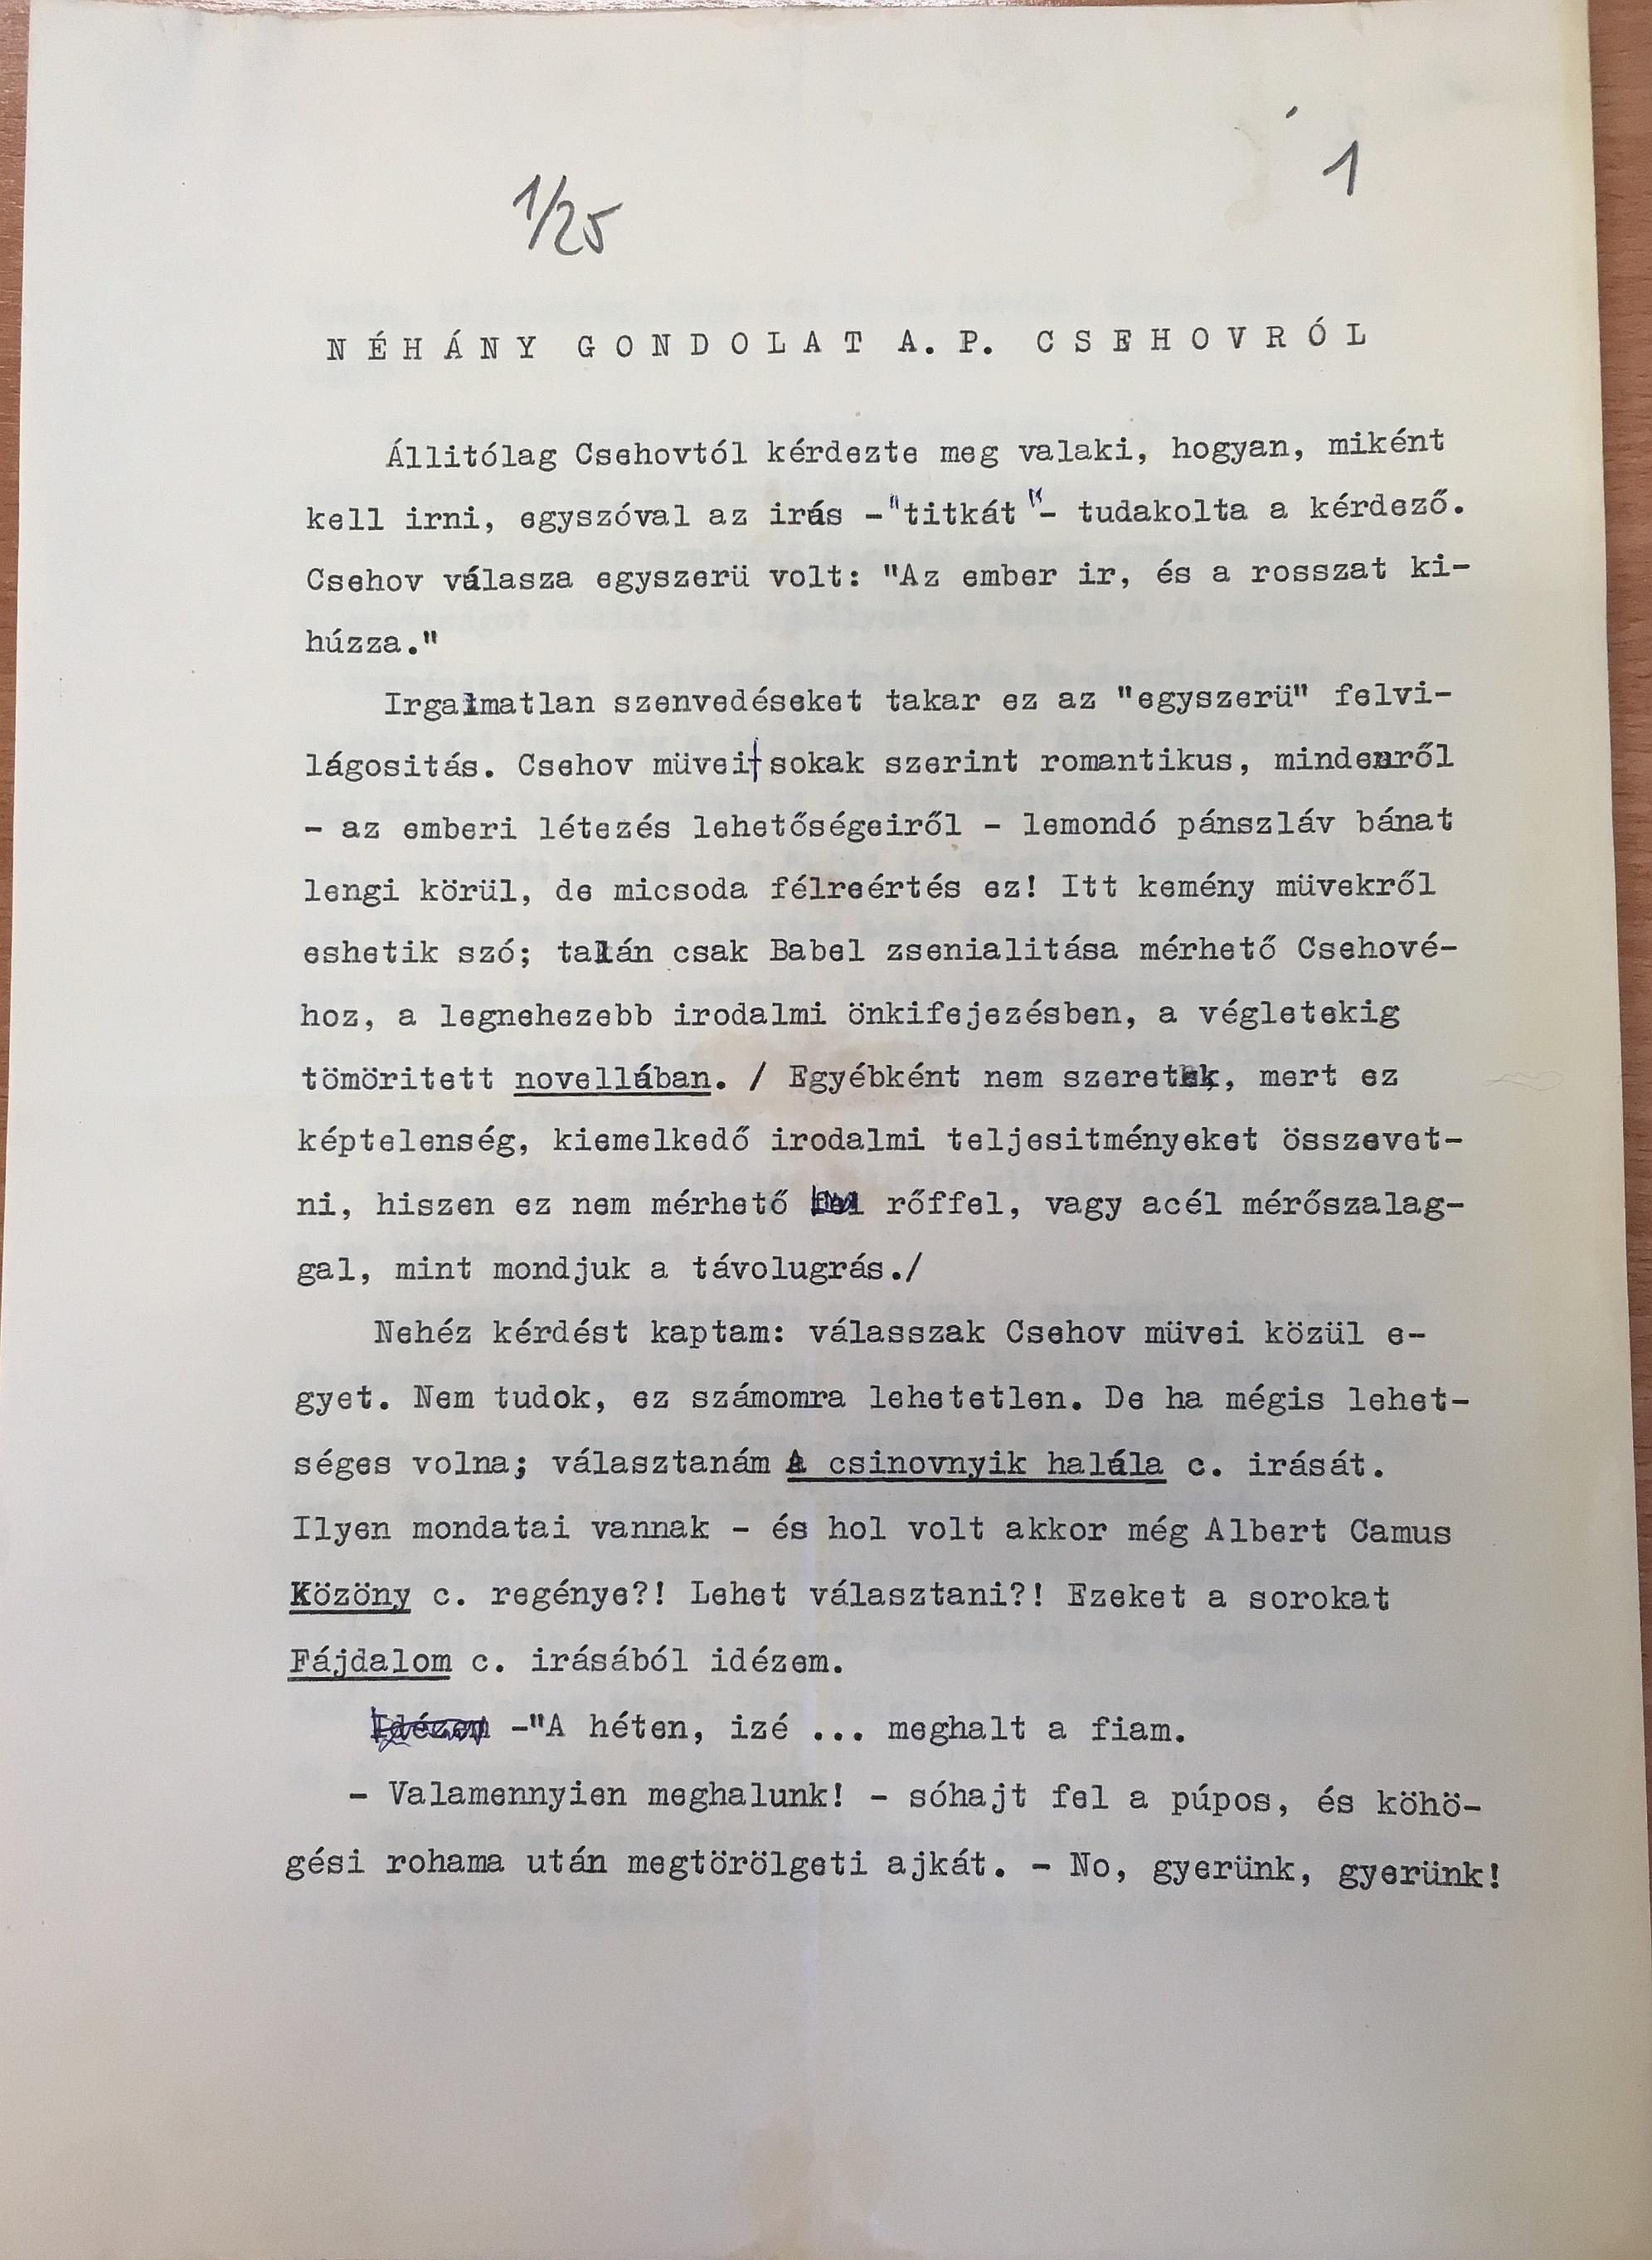 1
1/25
NÉHÁNY GONDOLAT A. P. CSEHOVRÓL
Állitólag Csehovtól kérdezte meg valaki, hogyan, miként
kell irni, egyszóval az irás -"titkát"- tudakolta a kérdező.
Csehov válasza egyszerü volt: "Az ember ir, és a rosszat ki-
húzza."
Irgalmatlan szenvedéseket takar ez az "egyszerü" felvi-
lágositás. Csehov müveit sokak szerint romantikus, mindenről
- az emberi létezés lehetőségeiről - lemondó pánszláv bánat
lengi körül, de micsoda félreértés ez! Itt kemény müvekről
eshetik szó; talán csak Babel zsenialitása mérhető Csehové-
hoz, a legnehezebb irodalmi önkifejezésben, a végletekig
tömöritett novellában. / Egyébként nem szeretek, mert ez
képtelenség, kiemelkedő irodalmi teljesitményeket összevet-
ni, hiszen ez nem mérhető rőffel, vagy acél mérőszalag-
gal, mint mondjuk a távolugrás./
Nehéz kérdést kaptam: válasszak Csehov müvei közül e-
gyet. Nem tudok, ez számomra lehetetlen. De ha mégis lehet-
séges volna; választanám A csinovnyik halála c. irását.
Ilyen mondatai vannak - és hol volt akkor még Albert Camus
Közöny c. regénye?! Lehet választani?! Ezeket a sorokat
Fájdalom c. irásából idézem.
Idézem -"A héten, izé ... meghalt a fiam.
- Valamennyien meghalunk! - sóhajt fel a púpos, és köhö-
gési rohama után megtörölgeti ajkát. - No, gyerünk, gyerünk!